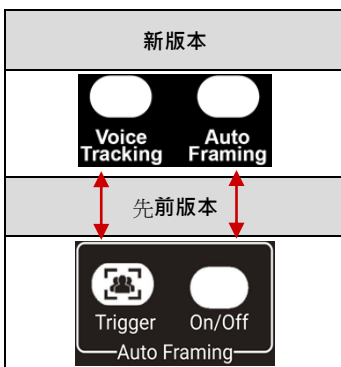 新版本
Voice Auto
Tracking Framing
先前版本
Trigger On/Off
Auto Framing